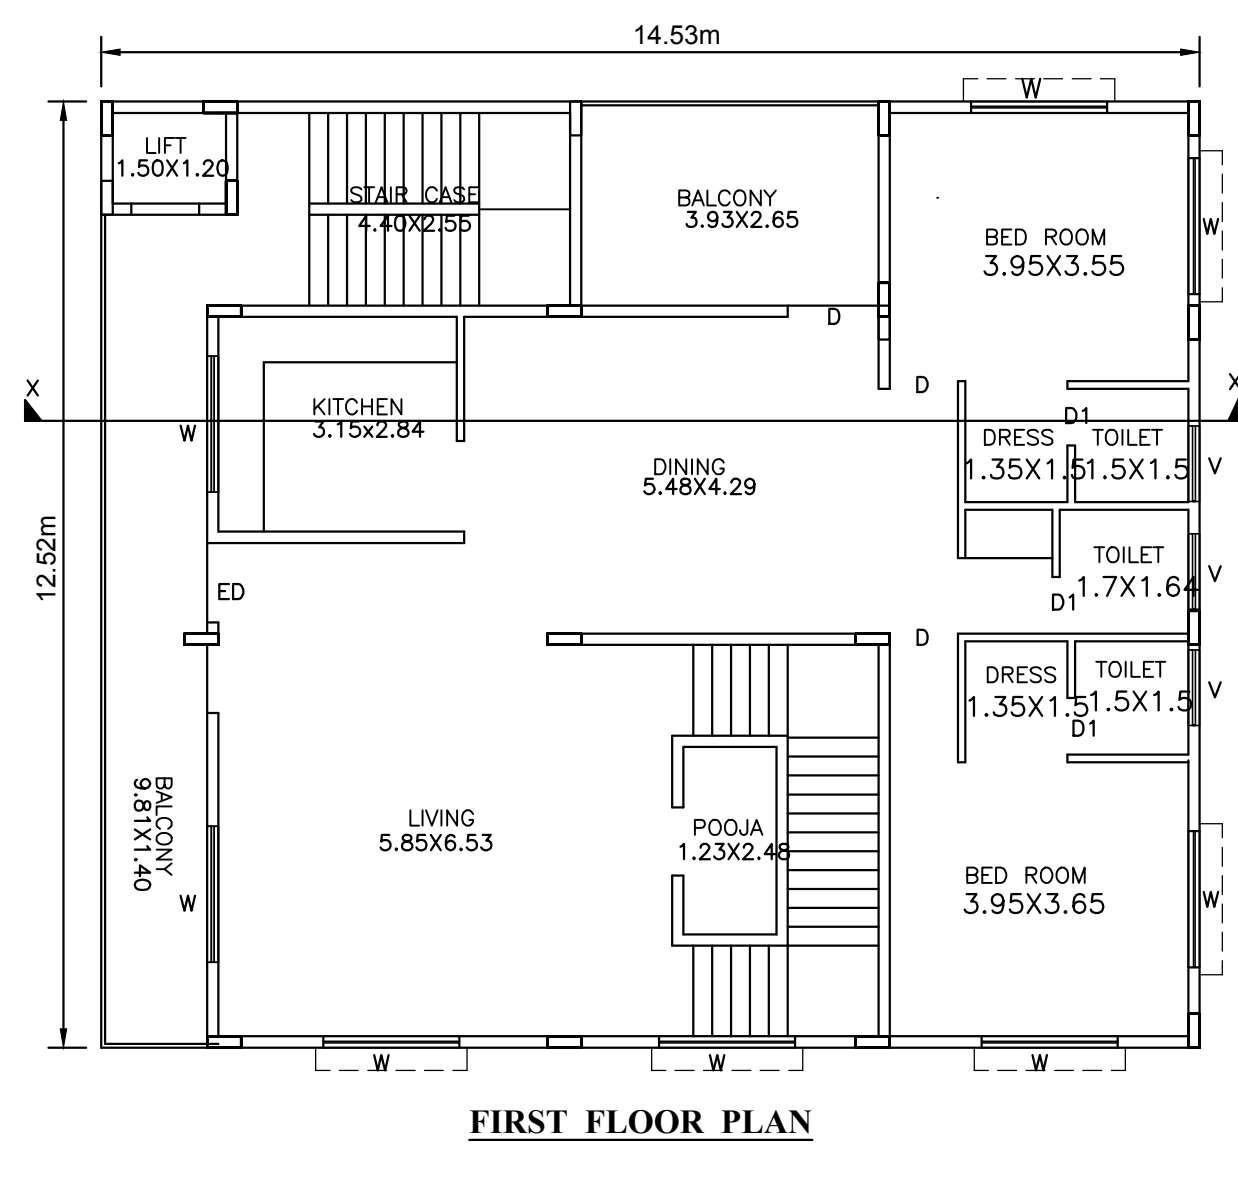 14.53m
W
LIFT
1.50X1.20
STAIR CASE
4.40X2.55
BALCONY
3.93X2.65
BED ROOM
3.95X3.55
W
D
X
D
X
KITCHEN
3.15x2.84
W
D1
DRESS
1.35X1.5
TOILET
1.5X1.5
V
DINING
5.48X4.29
12.52m
TOILET
1.7X1.64
V
ED
D1
D
DRESS
1.35X1.5
TOILET
1.5X1.5
V
D1
BALCONY
9.81X1.40
LIVING
5.85X6.53
POOJA
1.23X2.48
BED ROOM
3.95X3.65
W
W
W
W
W
FIRST FLOOR PLAN